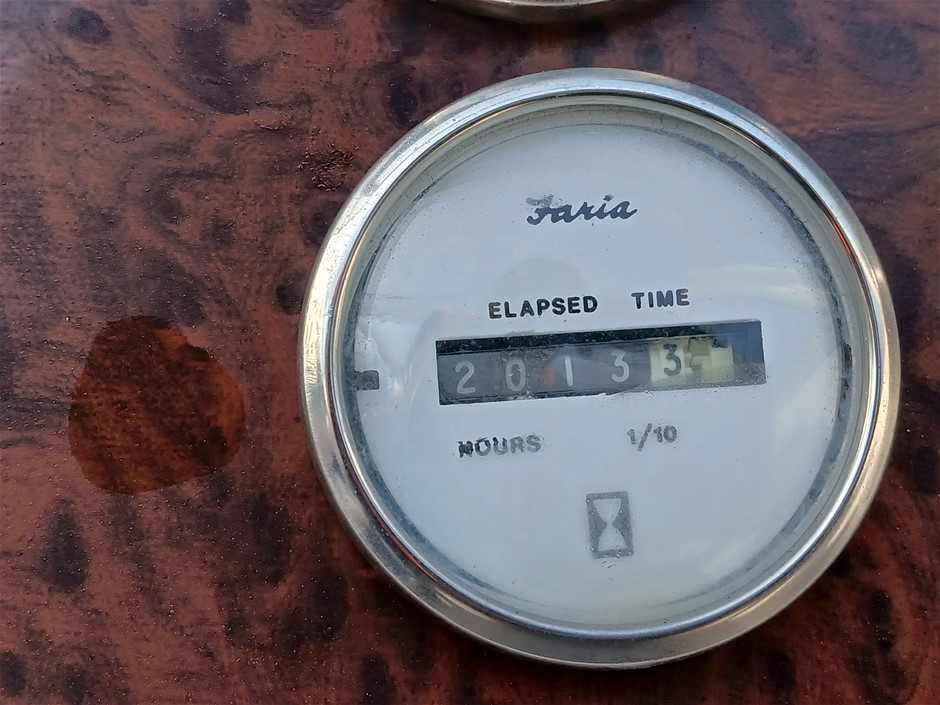 Faria
ELAPSED TIME
2 0 1 3 3
HOURS 1/10